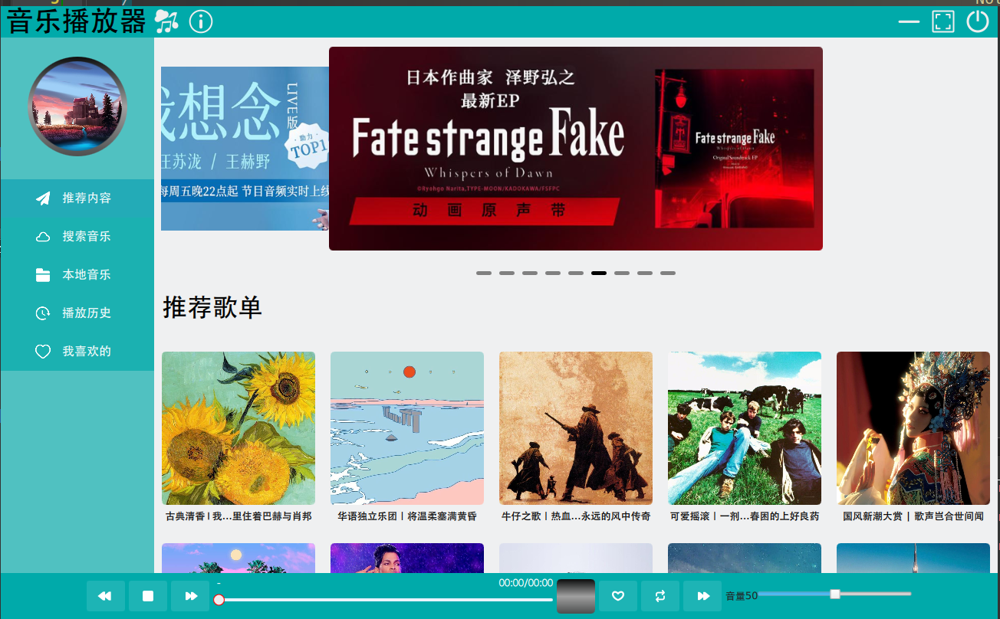 音乐播放器
推荐内容
搜索音乐
本地音乐
播放历史
我喜欢的
想念
LIVE版
助力
TOP1
汪苏泷 / 王赫野
每周五晚22点起 节目音频实时上线
日本作曲家 泽野弘之
最新EP
Fate strange Fake
Whispers of Dawn
©Ryohgo Narita,TYPE-MOON/KADOKAWA/FSFPC
动画原声带
Fate strange Fake
Whispers of Dawn
Original Soundtrack EP
推荐歌单
古典清香 | 我...里住着巴赫与肖邦
华语独立乐团丨将温柔塞满黄昏
牛仔之歌丨热血...永远的风中传奇
可爱摇滚丨一剂...春困的上好良药
国风新潮大赏 | 歌声岂合世间闻
-
00:00/00:00
音量50